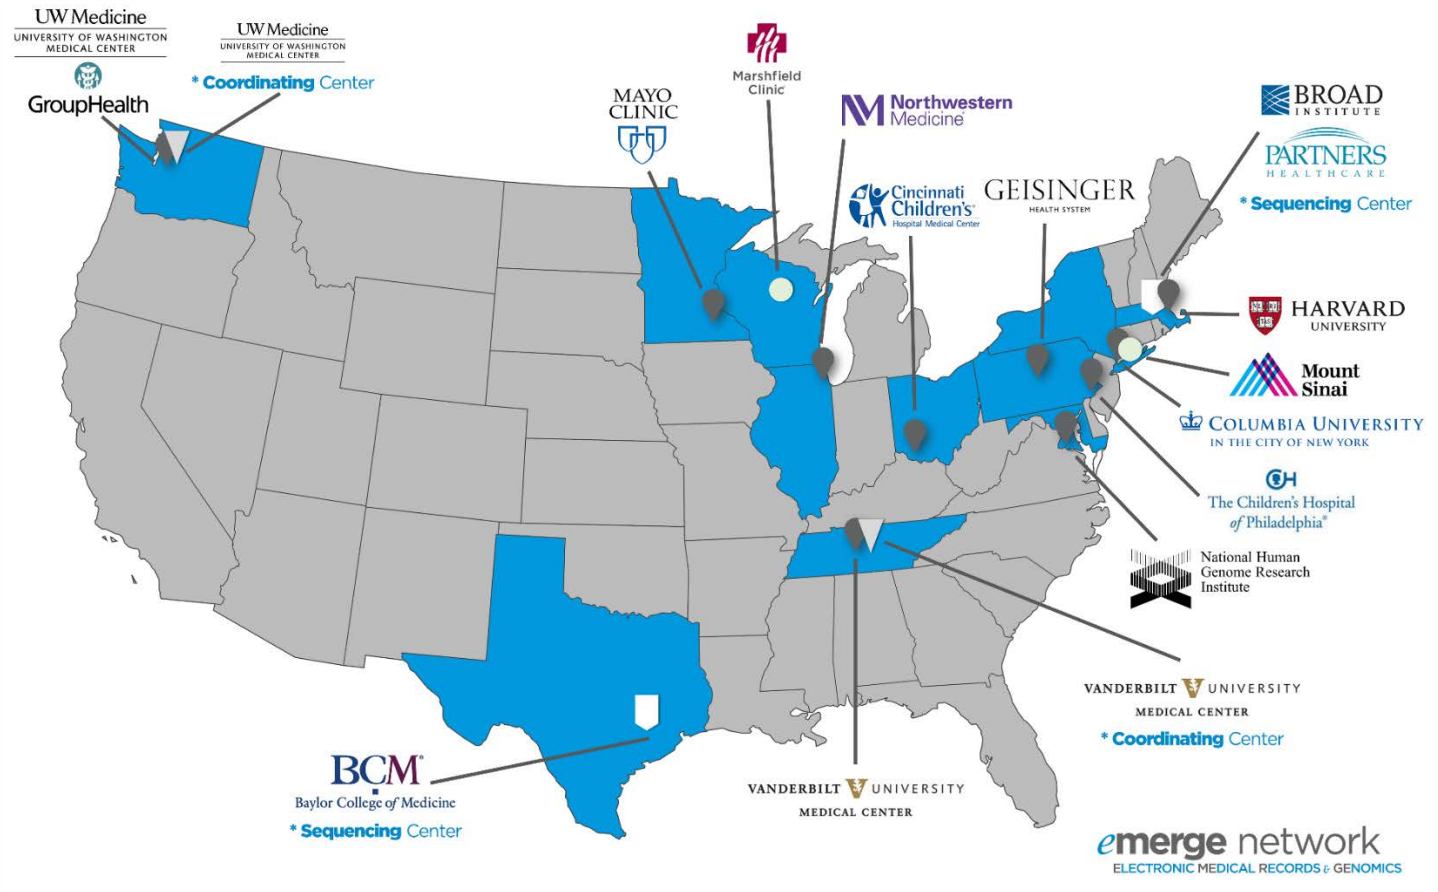 UW Medicine
UNIVERSITY OF WASHINGTON
MEDICAL CENTER
GroupHealth
UW Medicine
UNIVERSITY OF WASHINGTON
MEDICAL CENTER
* Coordinating Center
MAYO
CLINIC
Marshfield
Clinic
NM Northwestern
Medicine
Cincinnati
Children's
Hospital Medical Center
GEISINGER
HEALTH SYSTEM
BROAD
INSTITUTE
PARTNERS
HEALTHCARE
* Sequencing Center
HARVARD
UNIVERSITY
VE RI TAS
Mount
Sinai
COLUMBIA UNIVERSITY
IN THE CITY OF NEW YORK
CH
The Children's Hospital
of Philadelphia®
National Human
Genome Research
Institute
VANDERBILT V UNIVERSITY
MEDICAL CENTER
* Coordinating Center
VANDERBILT V UNIVERSITY
MEDICAL CENTER
BCM®
Baylor College of Medicine
* Sequencing Center
emerge network
ELECTRONIC MEDICAL RECORDS & GENOMICS